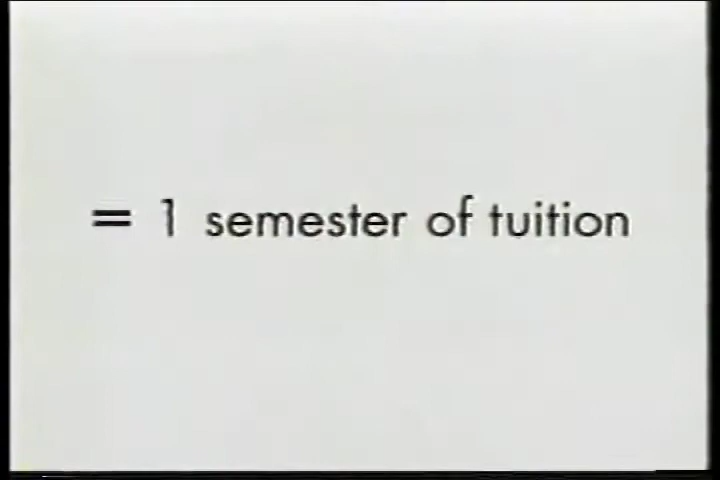 = 1 semester of tuition